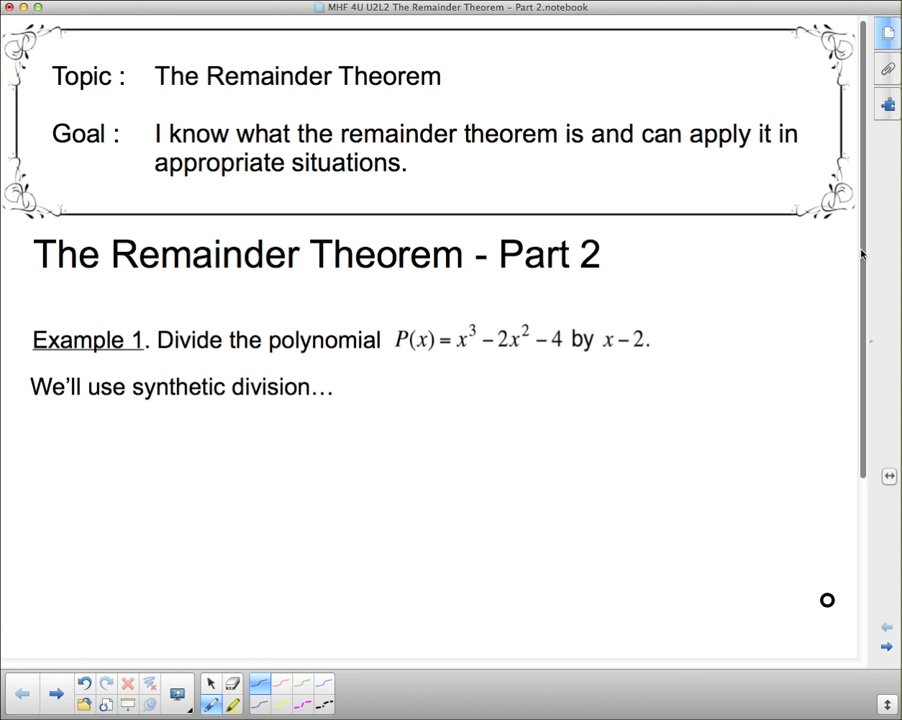 MHF 4U U2L2 The Remainder Theorem - Part 2.notebook
Topic : The Remainder Theorem
Goal : I know what the remainder theorem is and can apply it in
appropriate situations.
The Remainder Theorem - Part 2
Example 1. Divide the polynomial P(x) = x³ − 2x² − 4 by x − 2.
We'll use synthetic division…